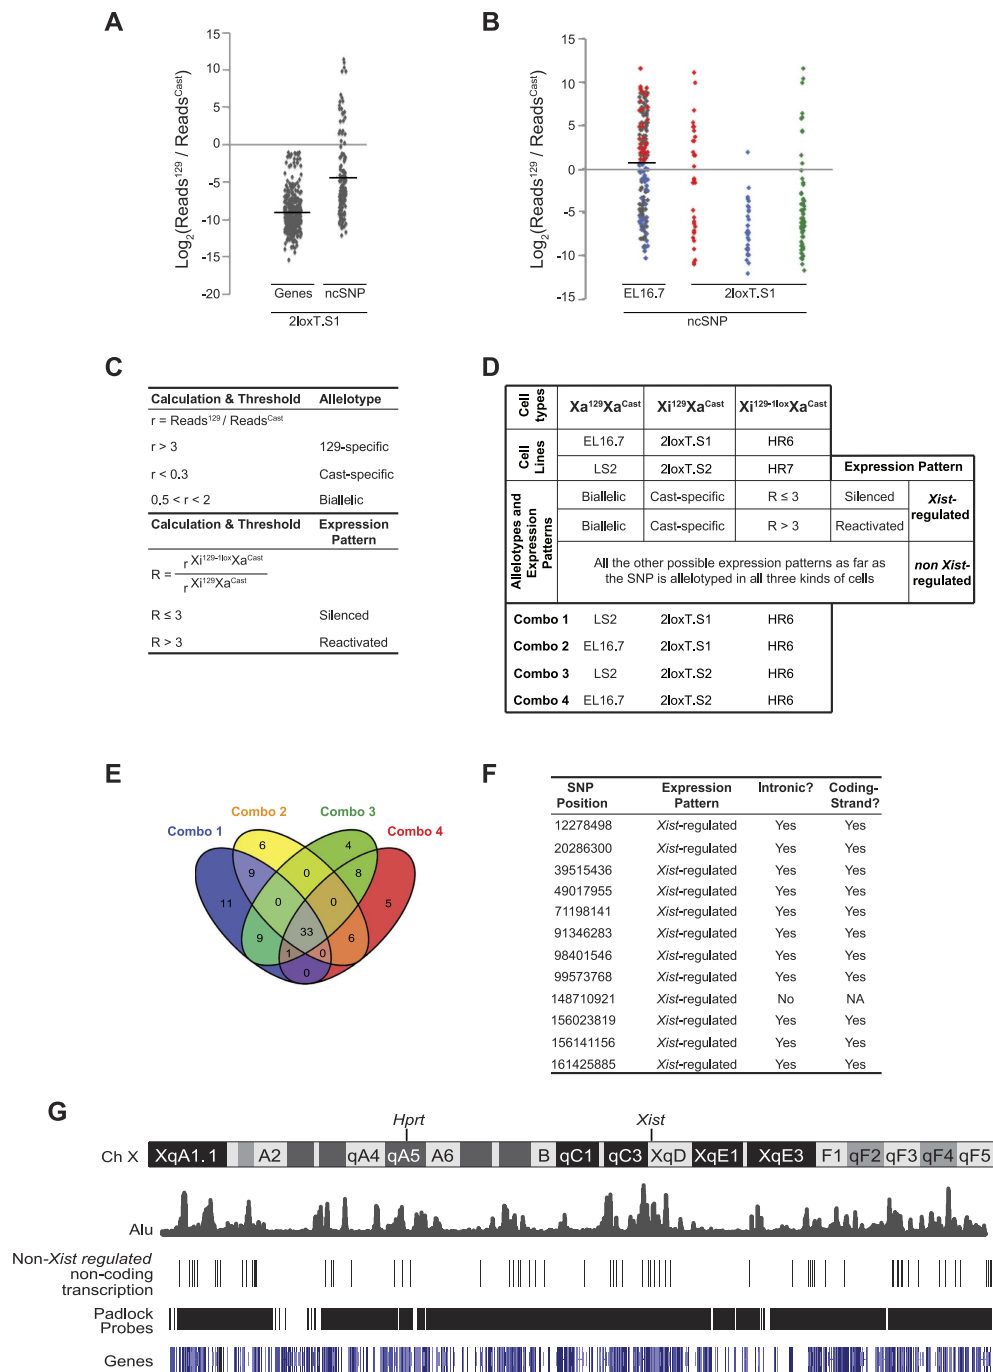 A
Log2(Reads129 / ReadsCast)
15
10
5
0
-5
-10
-15
-20
Genes ncSNP
2loxT.S1
B
Log2(Reads129 / ReadsCast)
15
10
5
0
-5
-10
-15
EL16.7 2loxT.S1
ncSNP
C
Calculation & Threshold Allelotype
r = Reads129 / ReadsCast
r > 3 129-specific
r < 0.3 Cast-specific
0.5 < r < 2 Biallelic
Calculation & Threshold Expression Pattern
R = r Xi129-1loxXaCast / r Xi129XaCast
R ≤ 3 Silenced
R > 3 Reactivated
D
Cell types Xa129XaCast Xi129XaCast Xi129-1loxXaCast
Cell Lines EL16.7 2loxT.S1 HR6
LS2 2loxT.S2 HR7 Expression Pattern
Allelotypes and Expression Patterns
Biallelic Cast-specific R ≤ 3 Silenced Xist-regulated
Biallelic Cast-specific R > 3 Reactivated
All the other possible expression patterns as far as
the SNP is allelotyped in all three kinds of cells
non Xist-regulated
Combo 1 LS2 2loxT.S1 HR6
Combo 2 EL16.7 2loxT.S1 HR6
Combo 3 LS2 2loxT.S2 HR6
Combo 4 EL16.7 2loxT.S2 HR6
E
Combo 2 Combo 3
Combo 1 Combo 4
6 4
9 0 8
11 0 0 5
9 33 6
1 0
0
F
SNP Position Expression Pattern Intronic? Coding-Strand?
12278498 Xist-regulated Yes Yes
20286300 Xist-regulated Yes Yes
39515436 Xist-regulated Yes Yes
49017955 Xist-regulated Yes Yes
71198141 Xist-regulated Yes Yes
91346283 Xist-regulated Yes Yes
98401546 Xist-regulated Yes Yes
99573768 Xist-regulated Yes Yes
148710921 Xist-regulated No NA
156023819 Xist-regulated Yes Yes
156141156 Xist-regulated Yes Yes
161425885 Xist-regulated Yes Yes
G
Hprt Xist
Ch X XqA1.1 A2 qA4 qA5 A6 B qC1 qC3 XqD XqE1 XqE3 F1 qF2 qF3 qF4 qF5
Alu
Non-Xist regulated
non-coding
transcription
Padlock
Probes
Genes